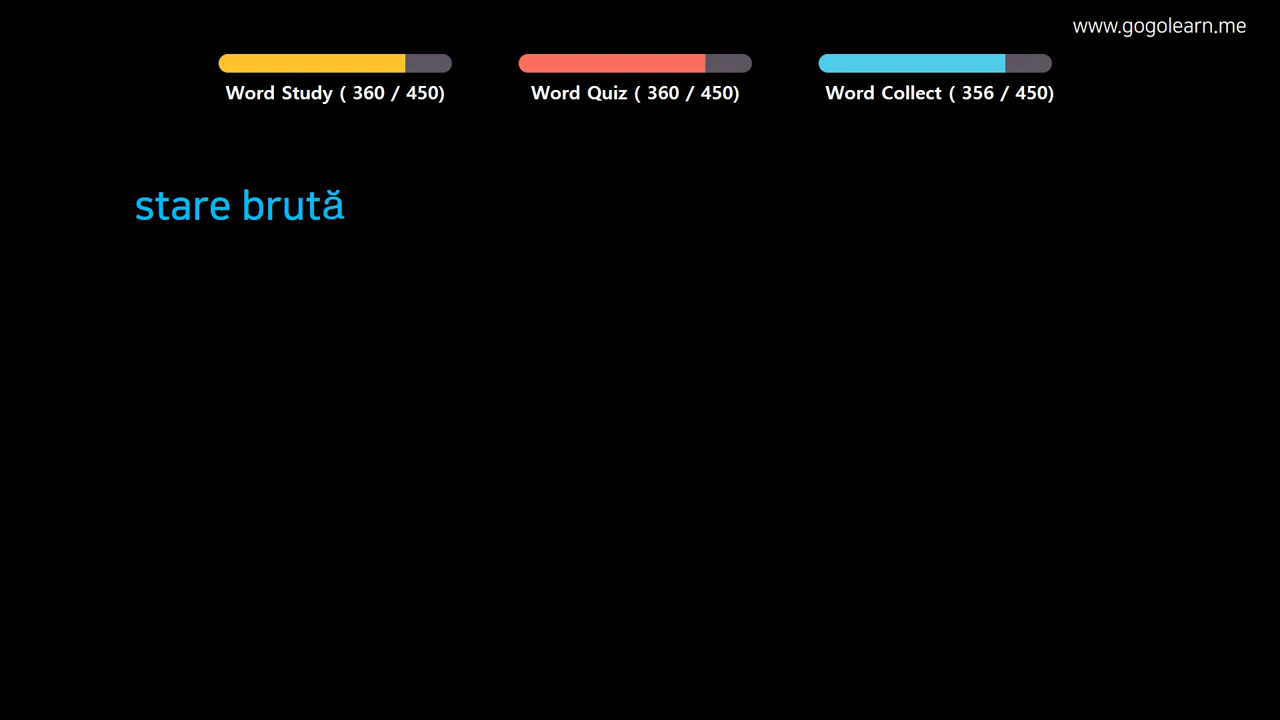 www.gogolearn.me
Word Study ( 360 / 450)
Word Quiz ( 360 / 450)
Word Collect ( 356 / 450)
stare brută